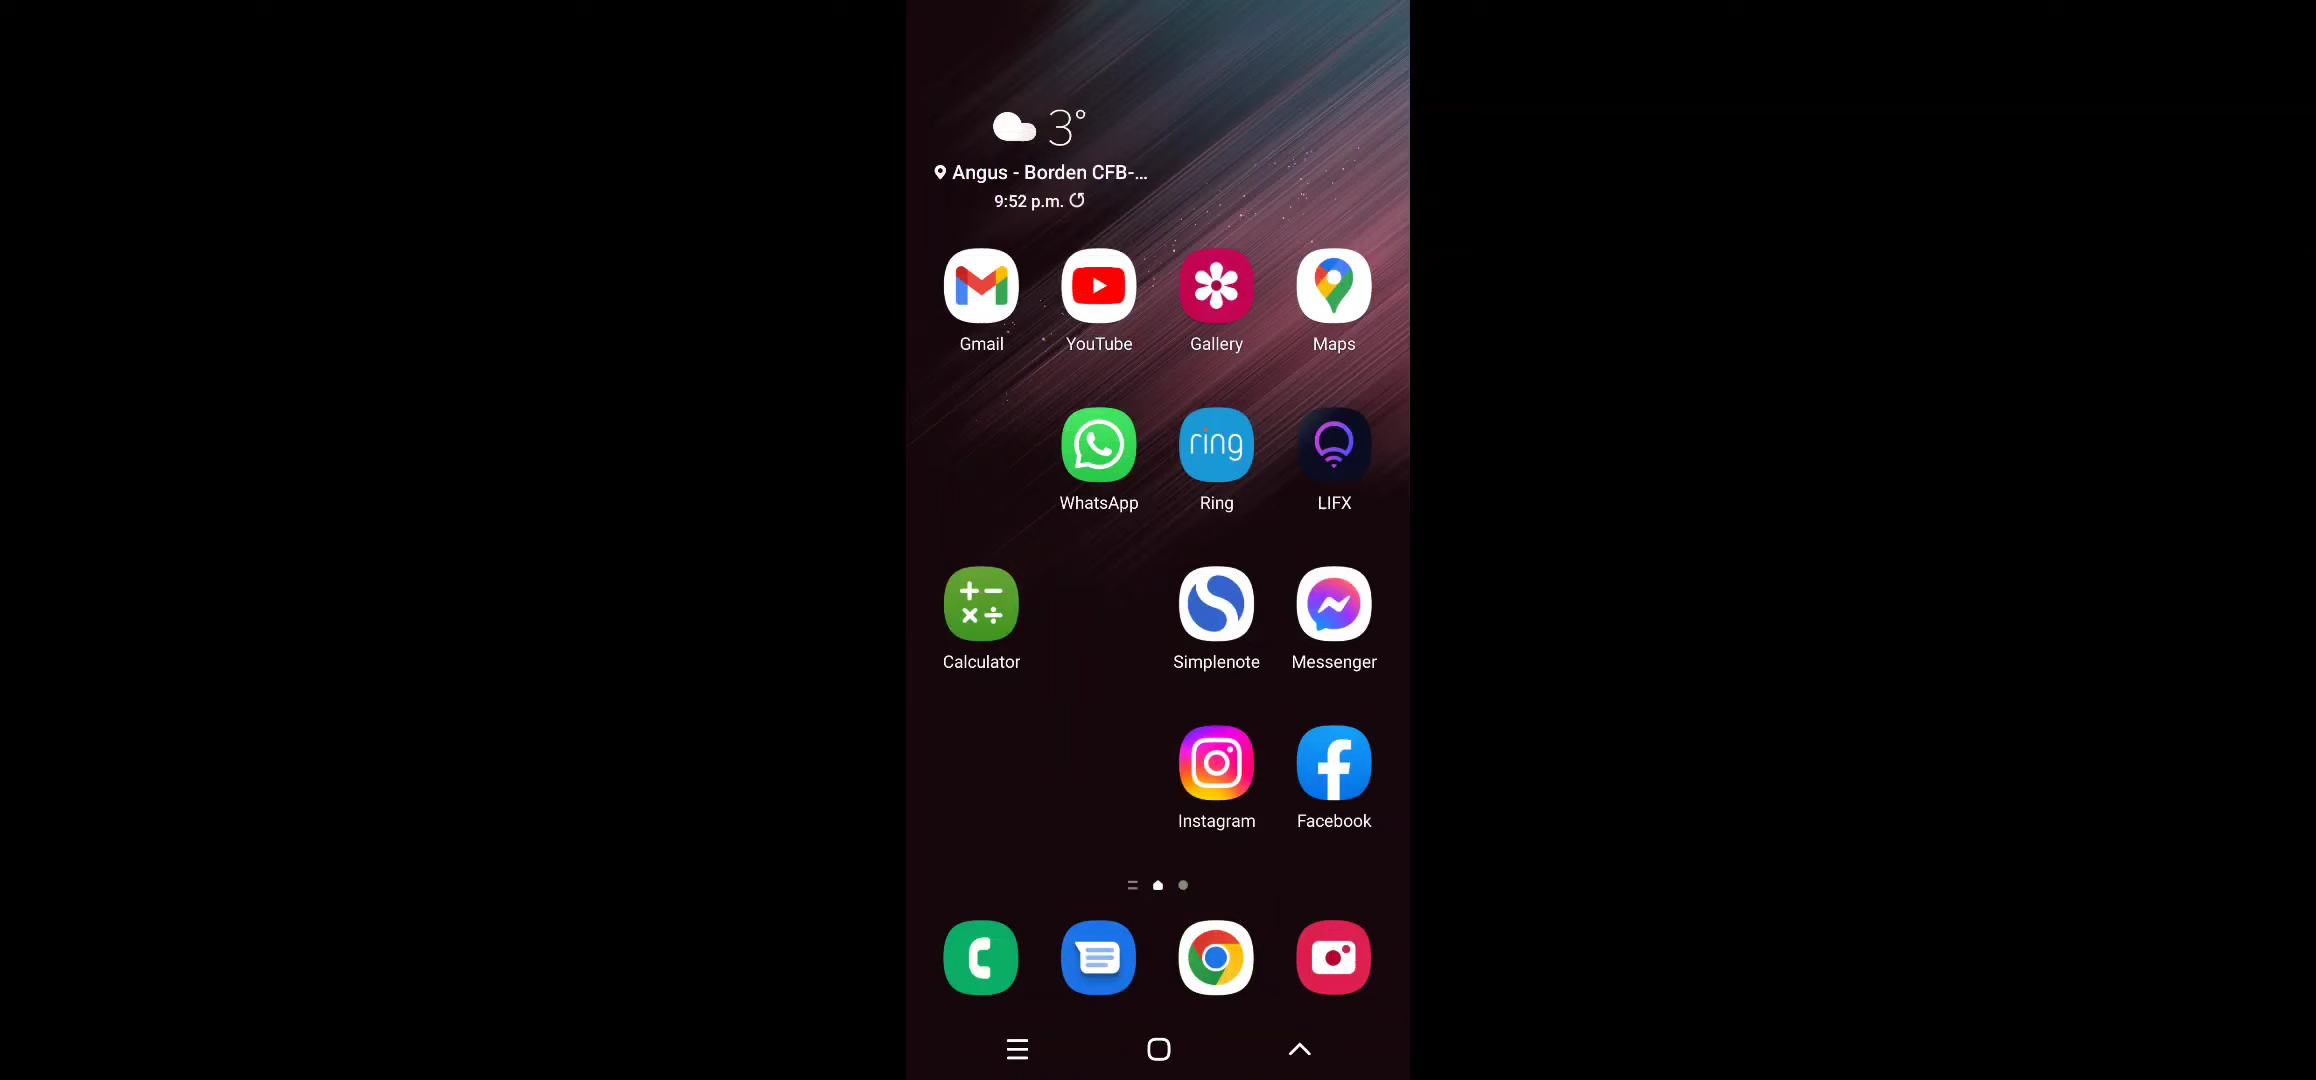 3°
Angus - Borden CFB-...
9:52 p.m.
Gmail YouTube Gallery Maps
ring
WhatsApp Ring LIFX
Calculator Simplenote Messenger
Instagram Facebook